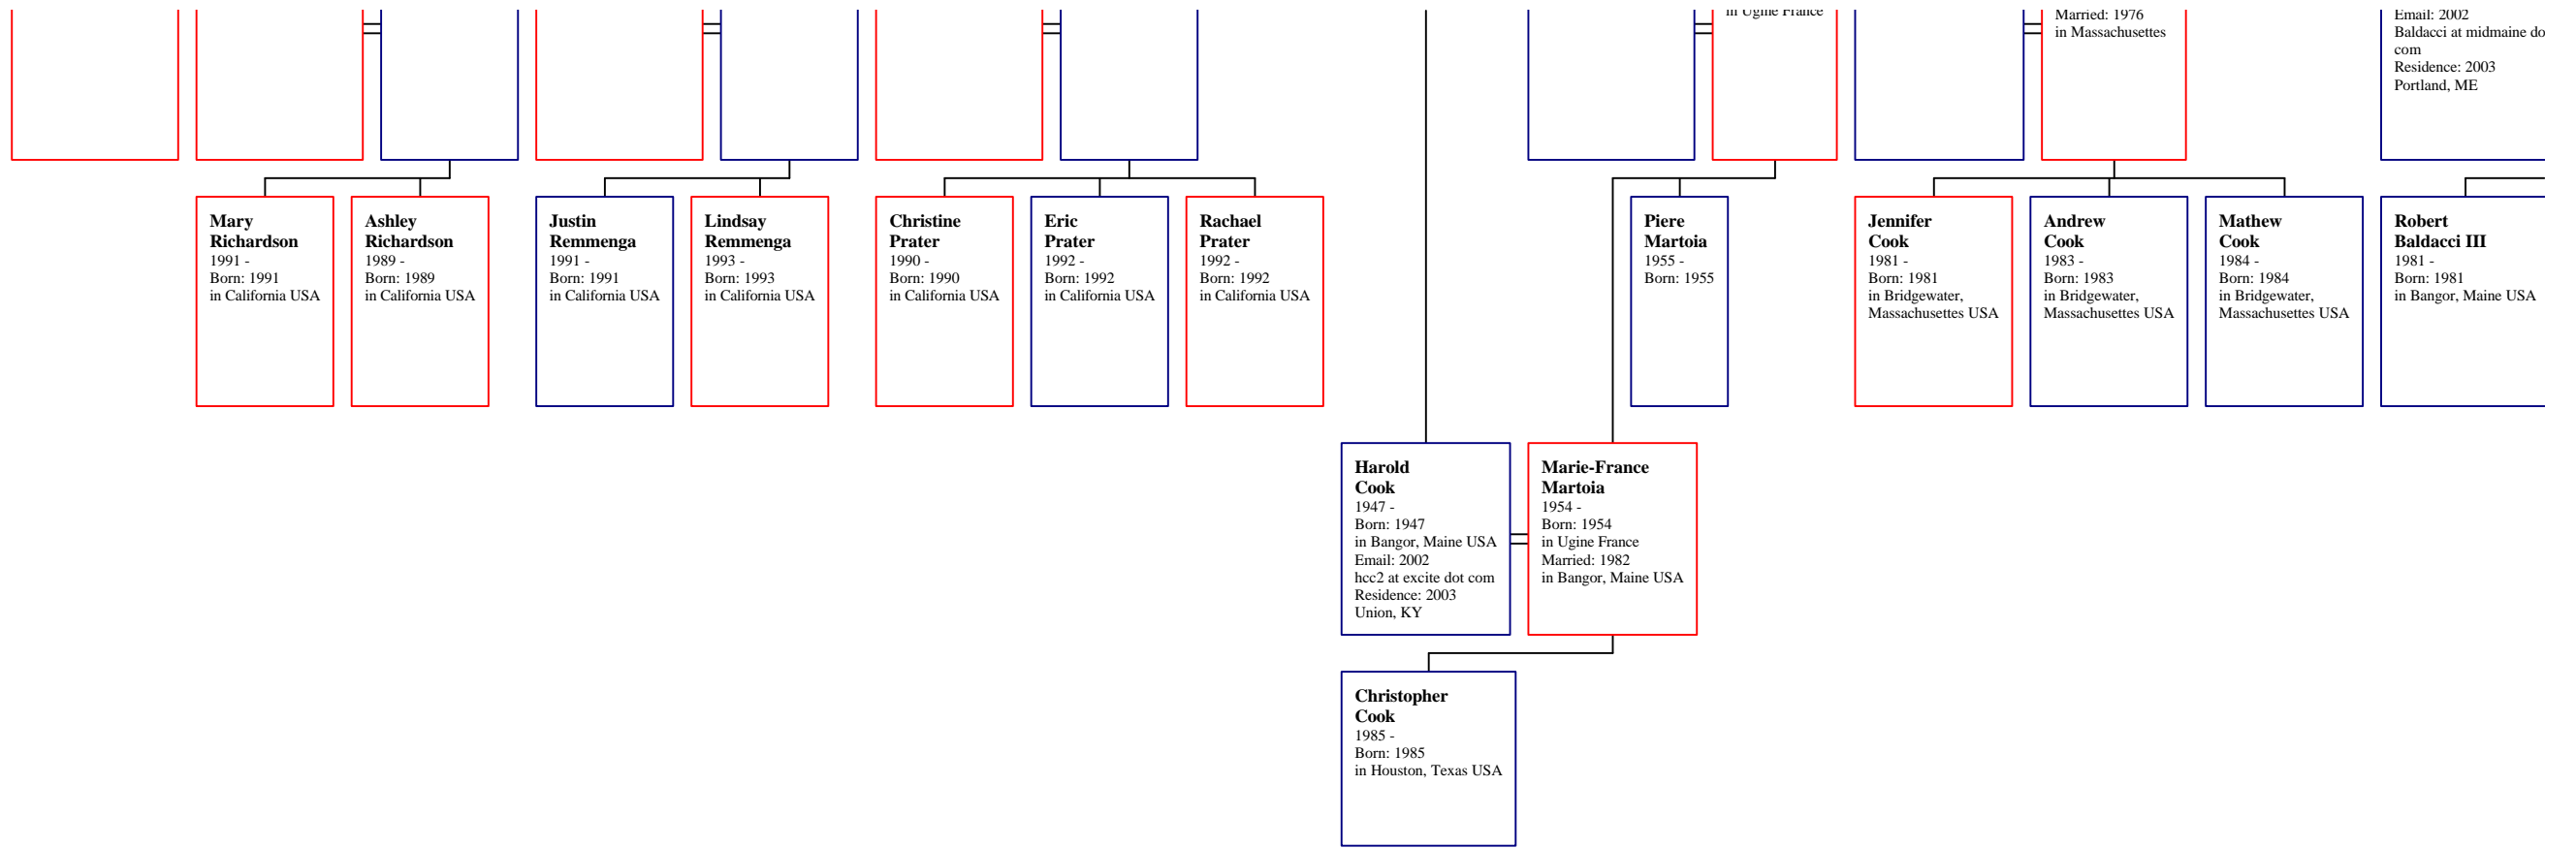 in Ugine France
Married: 1976
in Massachusettes
Email: 2002
Baldacci at midmaine do
com
Residence: 2003
Portland, ME
Mary
Richardson
1991 -
Born: 1991
in California USA
Ashley
Richardson
1989 -
Born: 1989
in California USA
Justin
Remmenga
1991 -
Born: 1991
in California USA
Lindsay
Remmenga
1993 -
Born: 1993
in California USA
Christine
Prater
1990 -
Born: 1990
in California USA
Eric
Prater
1992 -
Born: 1992
in California USA
Rachael
Prater
1992 -
Born: 1992
in California USA
Piere
Martoia
1955 -
Born: 1955
Jennifer
Cook
1981 -
Born: 1981
in Bridgewater,
Massachusettes USA
Andrew
Cook
1983 -
Born: 1983
in Bridgewater,
Massachusettes USA
Mathew
Cook
1984 -
Born: 1984
in Bridgewater,
Massachusettes USA
Robert
Baldacci III
1981 -
Born: 1981
in Bangor, Maine USA
Harold
Cook
1947 -
Born: 1947
in Bangor, Maine USA
Email: 2002
hcc2 at excite dot com
Residence: 2003
Union, KY
Marie-France
Martoia
1954 -
Born: 1954
in Ugine France
Married: 1982
in Bangor, Maine USA
Christopher
Cook
1985 -
Born: 1985
in Houston, Texas USA